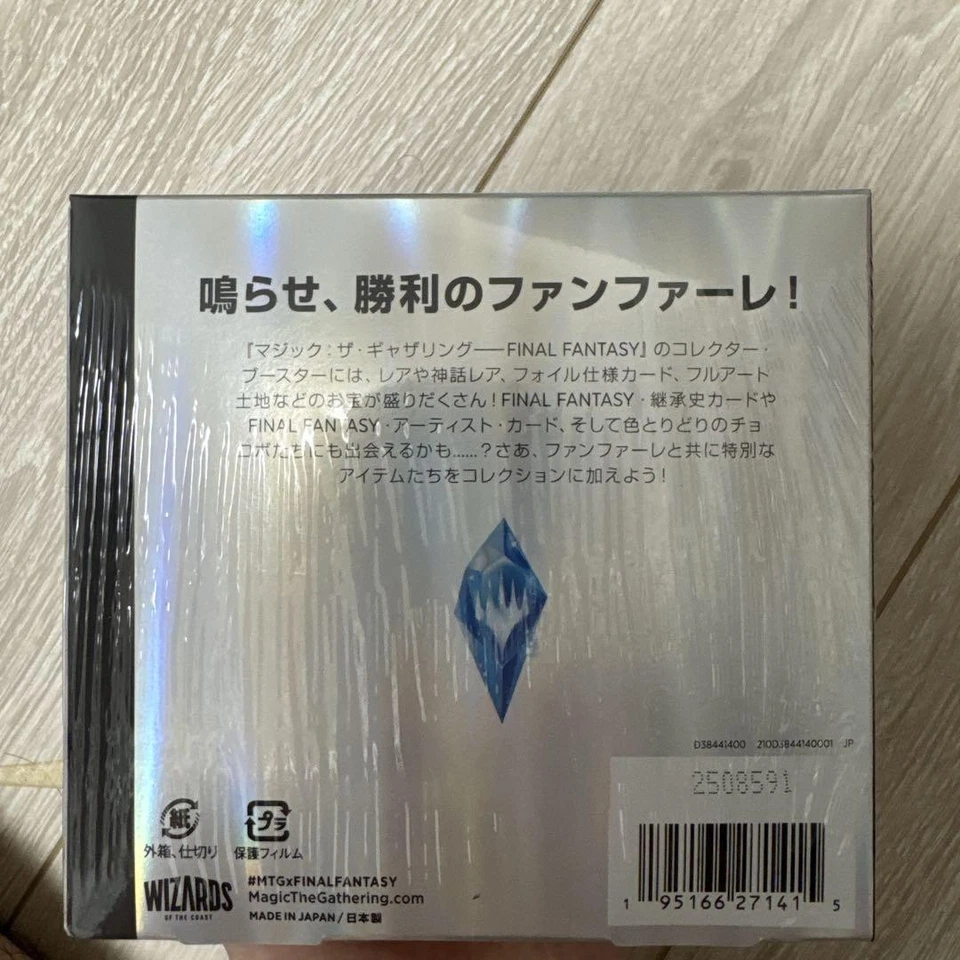 鳴らせ、勝利のファンファーレ！
『マジック：ザ・ギャザリング――FINAL FANTASY』のコレクター・
ブースターには、レアや神話レア、フォイル仕様カード、フルアート
土地などのお宝が盛りだくさん！FINAL FANTASY・継承史カードや
FINAL FANTASY・アーティスト・カード、そして色とりどりのチョ
コボたちにも出会えるかも……？さあ、ファンファーレと共に特別な
アイテムたちをコレクションに加えよう！
D38441400 210D3844140001 JP
2508591
紙
外箱、仕切り
プラ
保護フィルム
WIZARDS
OF THE COAST
#MTGxFINALFANTASY
MagicTheGathering.com
MADE IN JAPAN / 日本製
1 95166 27141 5